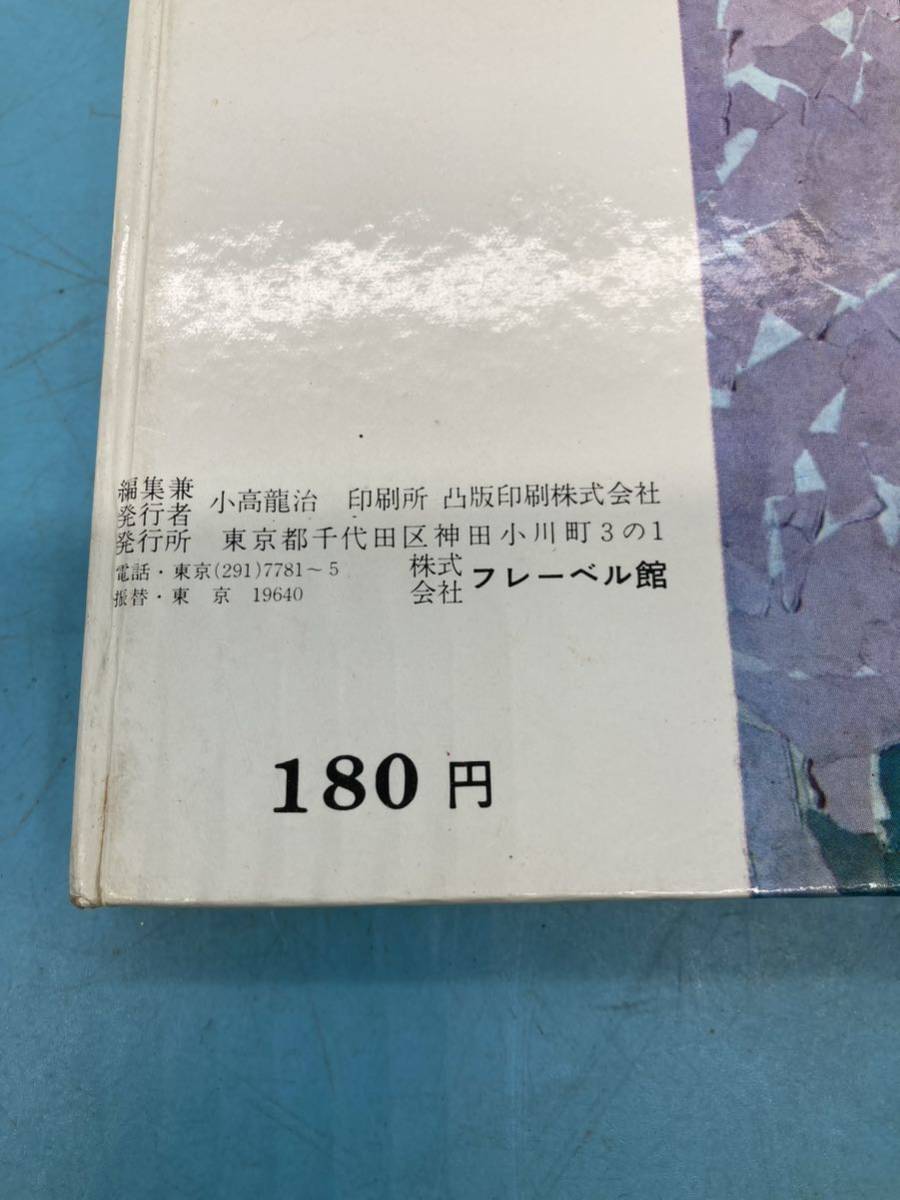 編集兼
発行者 小高龍治 印刷所 凸版印刷株式会社
発行所 東京都千代田区神田小川町3の1
電話・東京(291)7781〜5 株式会社 フレーベル館
振替・東京 19640
180円